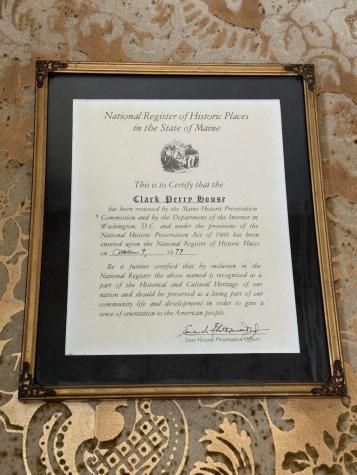 National Register of Historic Places
in the State of Maine
This is to Certify that the
Clark Perry House
has been reviewed by the Maine Historic Preservation
Commission and by the Department of the Interior in
Washington, D.C. and under the provisions of the
National Historic Preservation Act of 1966 has been
entered upon the National Register of Historic Places
on October 9, 1979
Be it further certified that by inclusion in the
National Register the above named is recognized as a
part of the Historical and Cultural Heritage of our
nation and should be preserved as a living part of our
community life and development in order to give a
sense of orientation to the American people.
State Historic Preservation Officer